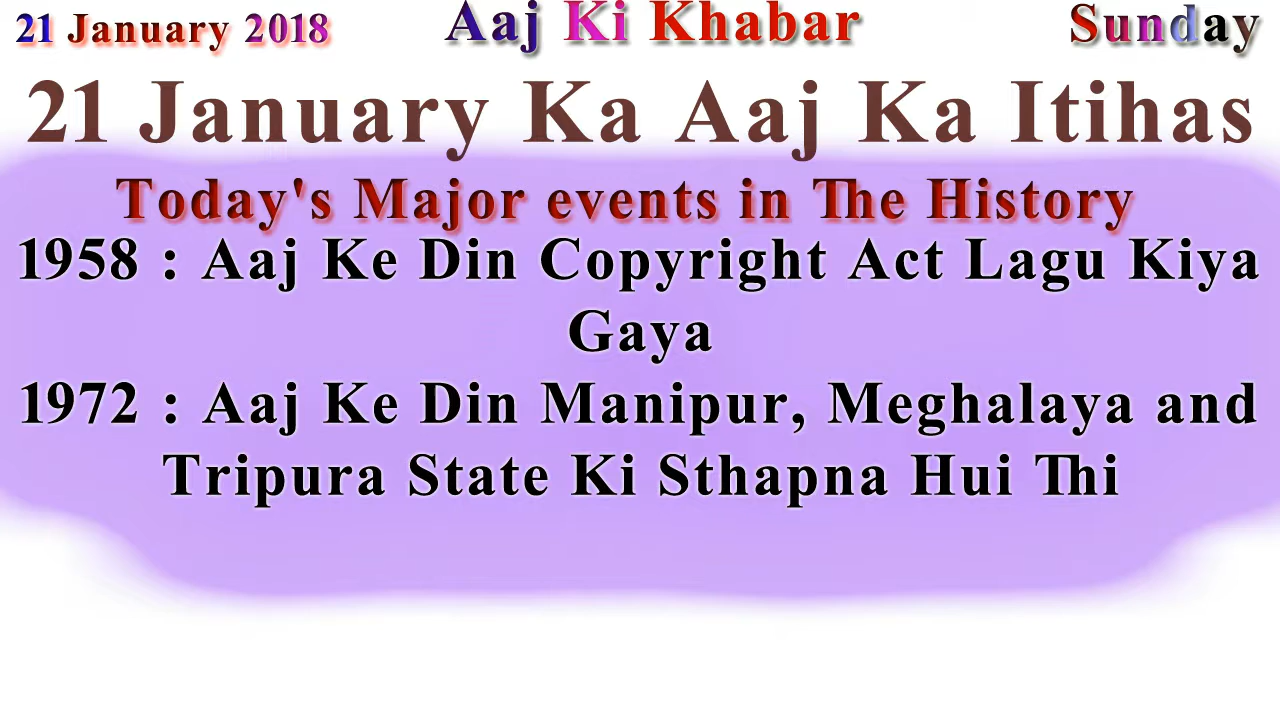 21 January 2018 Aaj Ki Khabar Sunday
21 January Ka Aaj Ka Itihas
Today's Major events in The History
1958 : Aaj Ke Din Copyright Act Lagu Kiya
Gaya
1972 : Aaj Ke Din Manipur, Meghalaya and
Tripura State Ki Sthapna Hui Thi